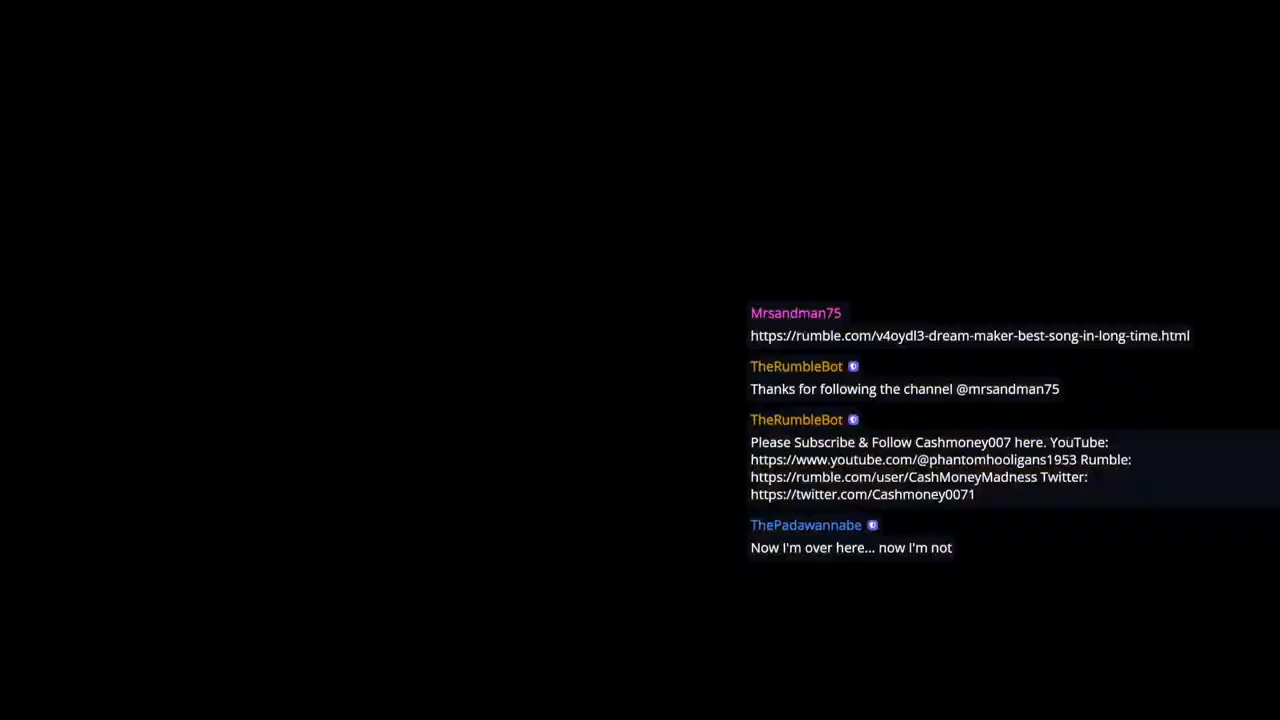 Mrsandman75
https://rumble.com/v4oydl3-dream-maker-best-song-in-long-time.html
TheRumbleBot
Thanks for following the channel @mrsandman75
TheRumbleBot
Please Subscribe & Follow Cashmoney007 here. YouTube:
https://www.youtube.com/@phantomhooligans1953 Rumble:
https://rumble.com/user/CashMoneyMadness Twitter:
https://twitter.com/Cashmoney0071
ThePadawannabe
Now I'm over here... now I'm not